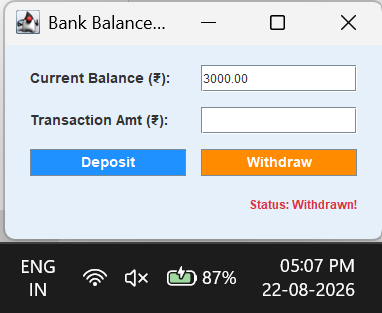 Bank Balance...
Current Balance (₹):
3000.00
Transaction Amt (₹):
Deposit
Withdraw
Status: Withdrawn!
ENG
IN
87%
05:07 PM
22-08-2026